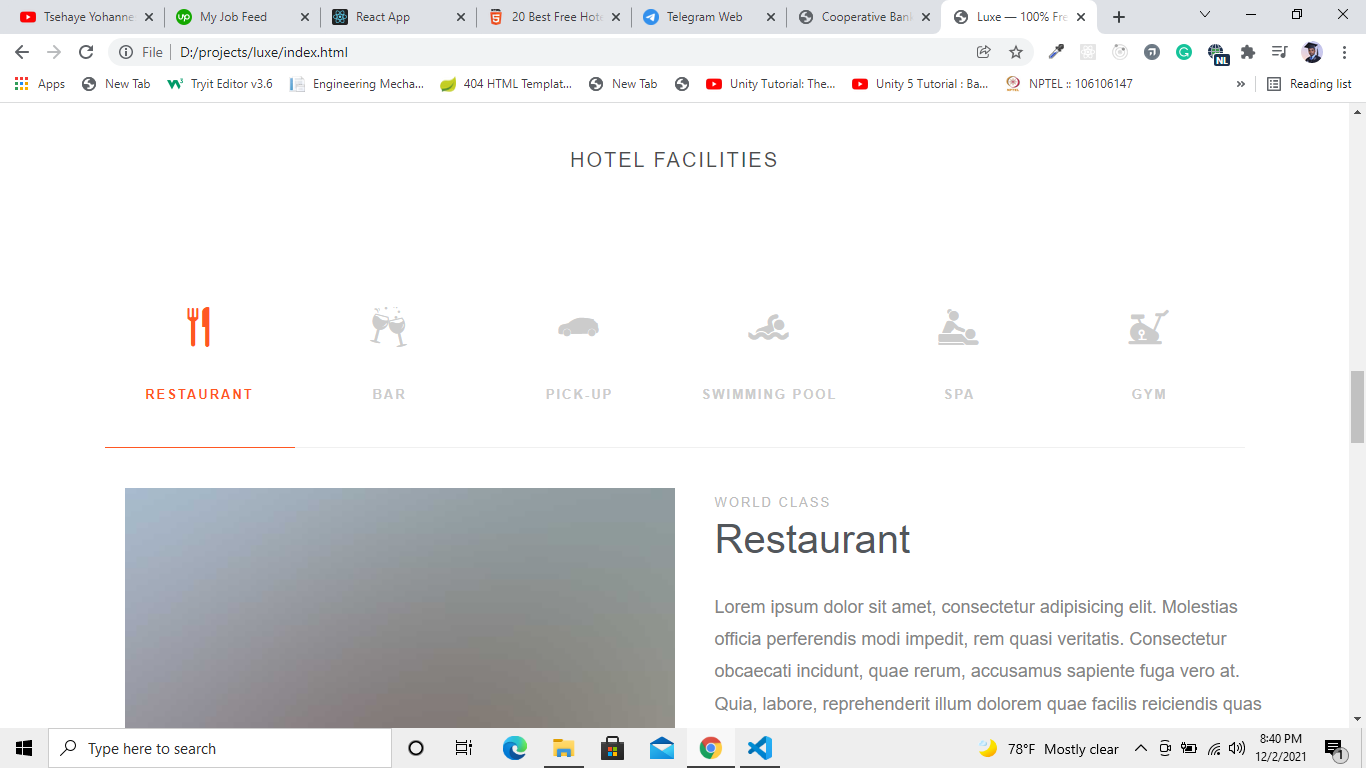 Tsehaye Yohanne
My Job Feed
React App
20 Best Free Hote
Telegram Web
Cooperative Bank
Luxe — 100% Fre
File
D:/projects/luxe/index.html
NL
Apps
New Tab
Tryit Editor v3.6
Engineering Mecha...
404 HTML Templat...
New Tab
Unity Tutorial: The...
Unity 5 Tutorial : Ba...
NPTEL :: 106106147
»
Reading list
HOTEL FACILITIES
RESTAURANT
BAR
PICK-UP
SWIMMING POOL
SPA
GYM
WORLD CLASS
Restaurant
Lorem ipsum dolor sit amet, consectetur adipisicing elit. Molestias
officia perferendis modi impedit, rem quasi veritatis. Consectetur
obcaecati incidunt, quae rerum, accusamus sapiente fuga vero at.
Quia, labore, reprehenderit illum dolorem quae facilis reiciendis quas
Type here to search
78°F Mostly clear
8:40 PM
12/2/2021
1